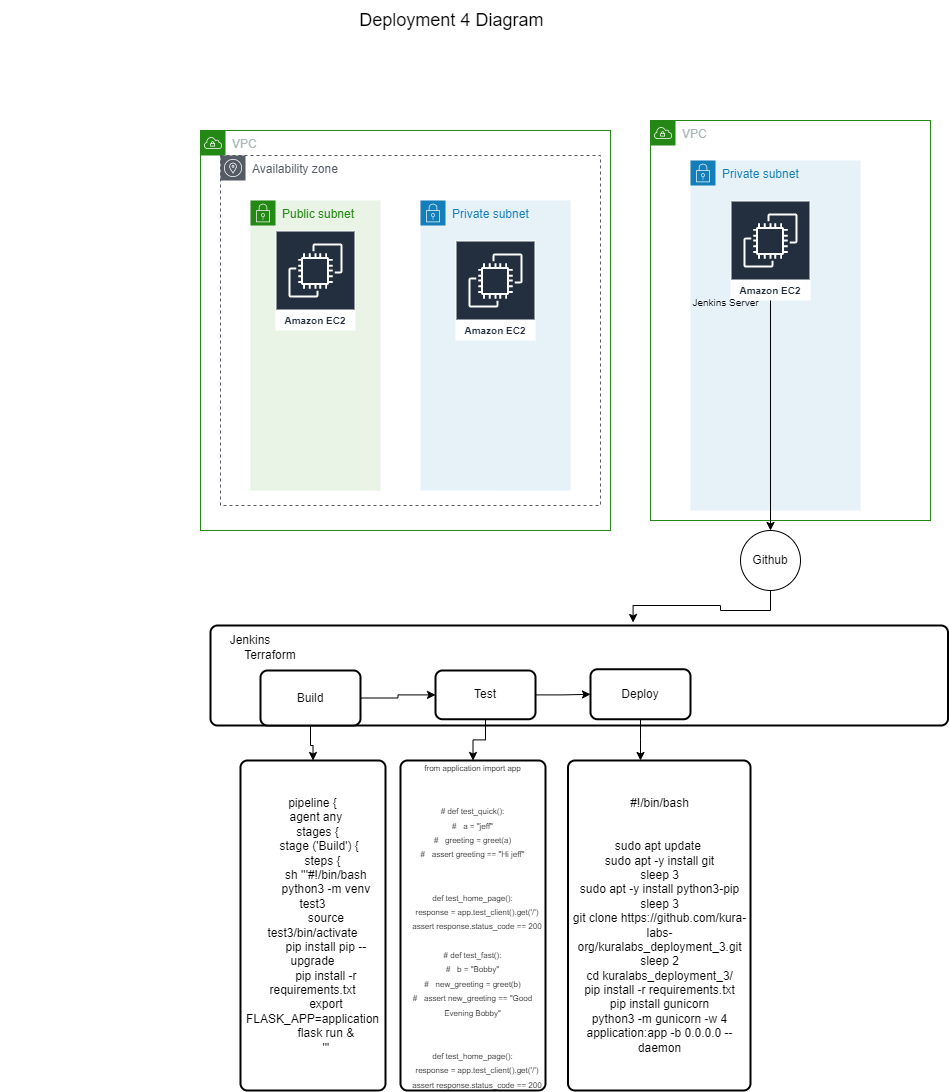 Deployment 4 Diagram
VPC
Availability zone
Public subnet
Amazon EC2
Private subnet
Amazon EC2
VPC
Private subnet
Amazon EC2
Jenkins Server
Github
Jenkins
Terraform
Build
Test
Deploy
pipeline {
agent any
stages {
stage ('Build') {
steps {
sh '''#!/bin/bash
python3 -m venv
test3
source
test3/bin/activate
pip install pip --
upgrade
pip install -r
requirements.txt
export
FLASK_APP=application
flask run &
'''
from application import app
# def test_quick():
# a = "jeff"
# greeting = greet(a)
# assert greeting == "Hi jeff"
def test_home_page():
response = app.test_client().get("/")
assert response.status_code == 200
# def test_fast():
# b = "Bobby"
# new_greeting = greet(b)
# assert new_greeting == "Good
Evening Bobby"
def test_home_page():
response = app.test_client().get("/")
assert response.status_code == 200
#!/bin/bash
sudo apt update
sudo apt -y install git
sleep 3
sudo apt -y install python3-pip
sleep 3
git clone https://github.com/kura-
labs-
org/kuralabs_deployment_3.git
sleep 2
cd kuralabs_deployment_3/
pip install -r requirements.txt
pip install gunicorn
python3 -m gunicorn -w 4
application:app -b 0.0.0.0 --
daemon